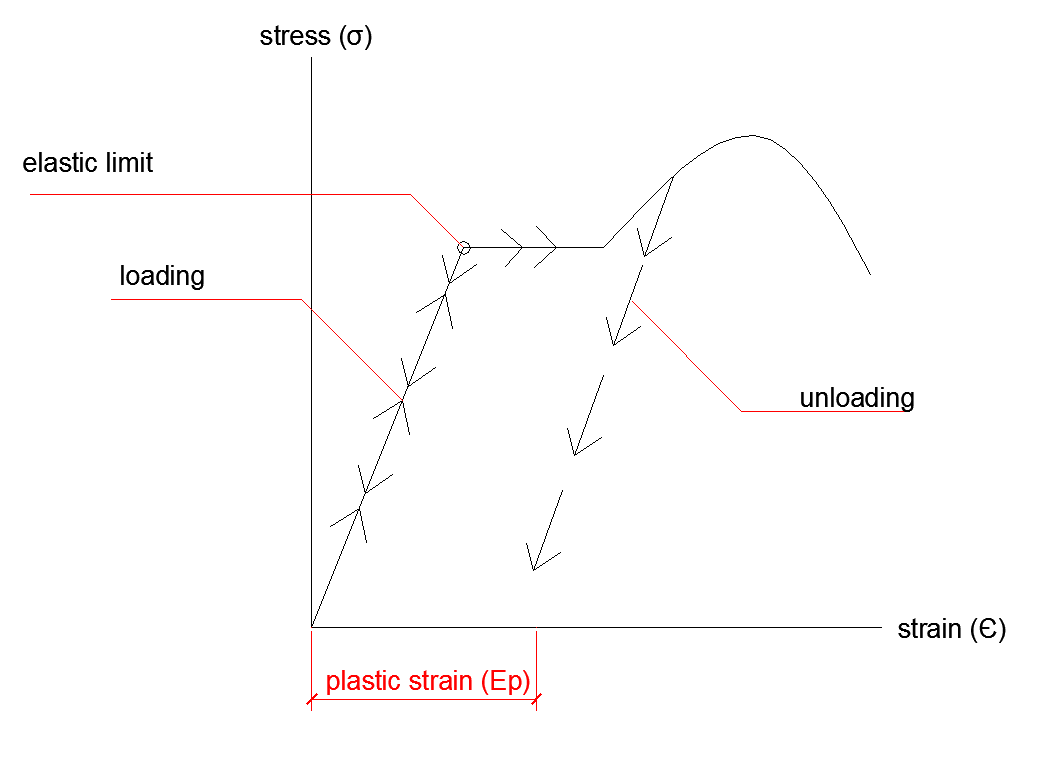 stress (σ)
elastic limit
loading
unloading
strain (Є)
plastic strain (Ep)